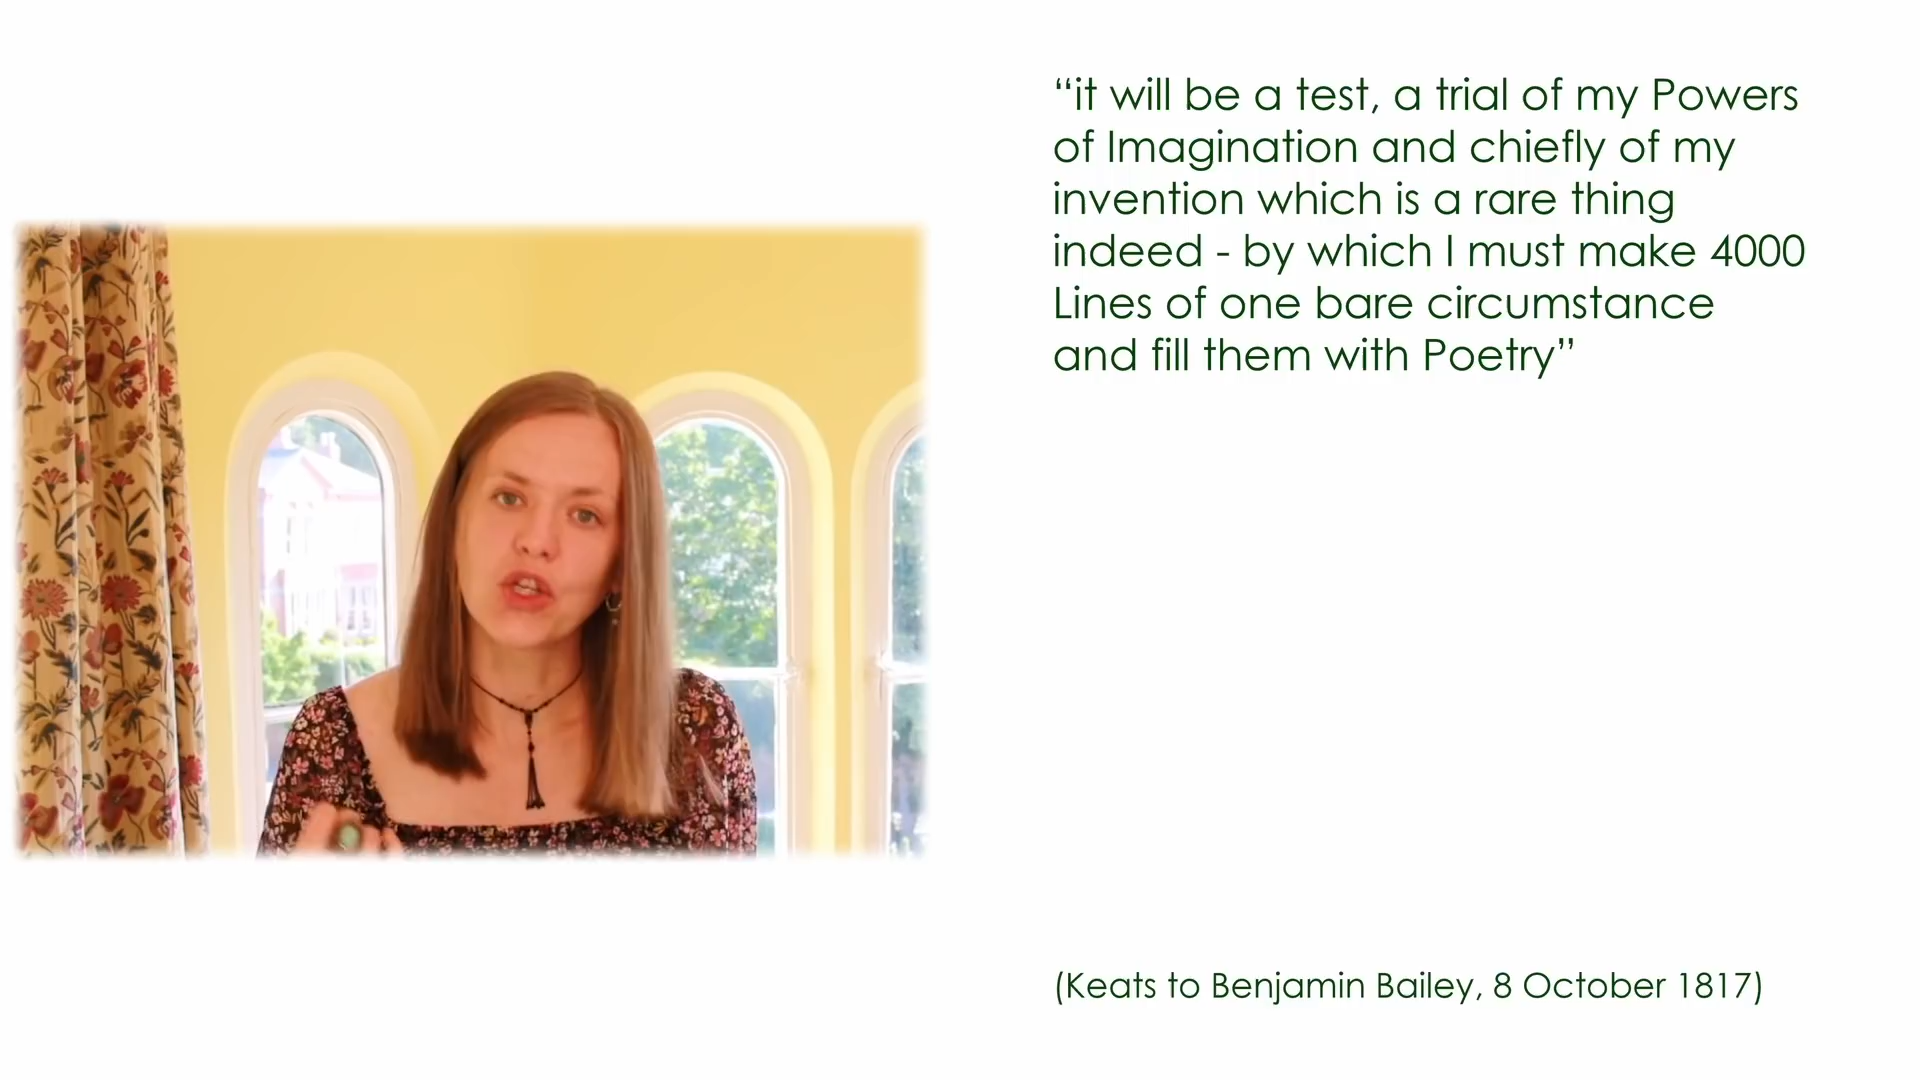 “it will be a test, a trial of my Powers
of Imagination and chiefly of my
invention which is a rare thing
indeed - by which I must make 4000
Lines of one bare circumstance
and fill them with Poetry”
(Keats to Benjamin Bailey, 8 October 1817)